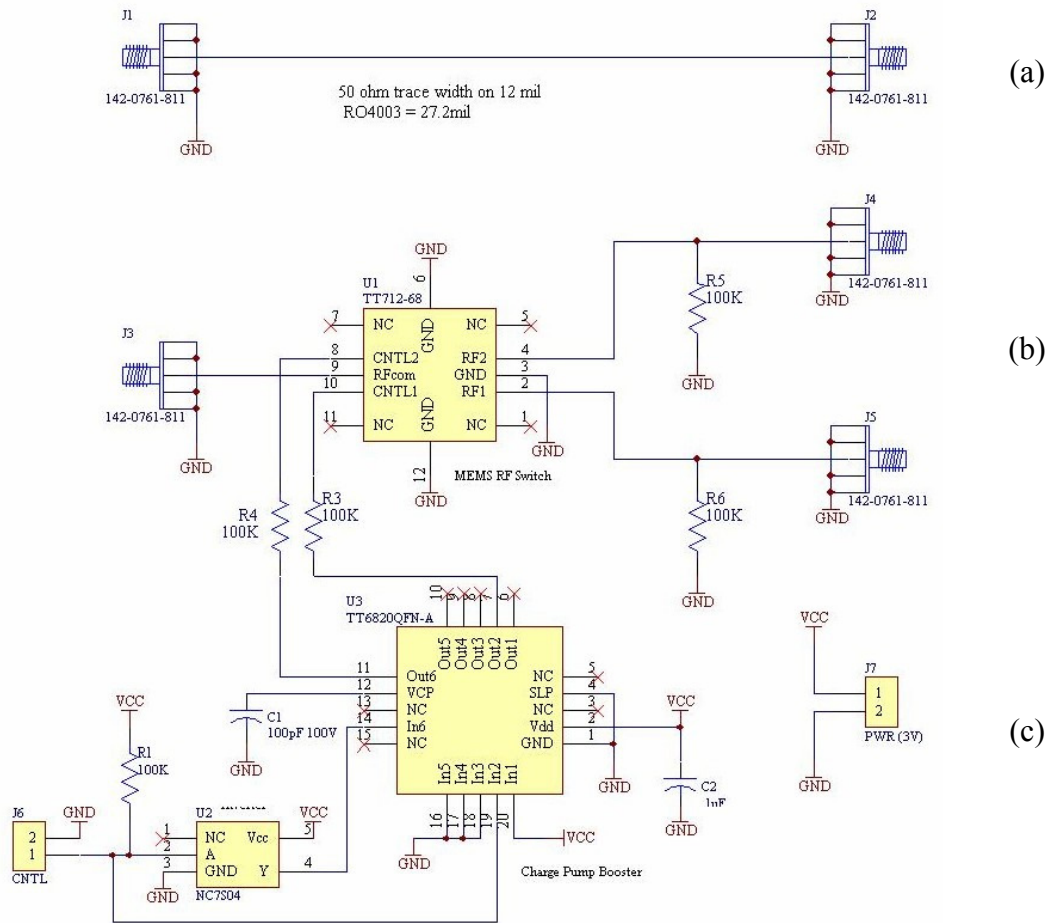 J1
J2
(a)
142-0761-811
142-0761-811
50 ohm trace width on 12 mil
RO4003 = 27.2mil
GND
GND
J4
GND
142-0761-811
R5
100K
U1
TT712-68
GND
6
7
NC
GND
NC
5
J3
8
CNTL2
RF2
4
GND
(b)
9
RFcom
GND
3
10
CNTL1
RF1
2
142-0761-811
11
NC
GND
NC
1
GND
GND
12
GND
MEMS RF Switch
J5
142-0761-811
GND
R6
100K
GND
R4
100K
R3
100K
U3
TT6820QFN-A
10
9
8
7
6
Out5
Out4
Out3
Out2
Out1
11
Out6
NC
5
12
VCP
SLP
4
13
NC
NC
3
14
In6
Vdd
2
15
NC
GND
1
In5
In4
In3
In2
In1
16
17
18
19
20
C1
100pF 100V
GND
VCC
GND
C2
1uF
GND
VCC
J7
1
2
PWR (3V)
GND
(c)
VCC
R1
100K
J6
GND
2
1
CNTL
U2
VCC
1
NC
Vcc
5
2
A
3
GND
Y
4
GND
NC7S04
GND
VCC
Charge Pump Booster